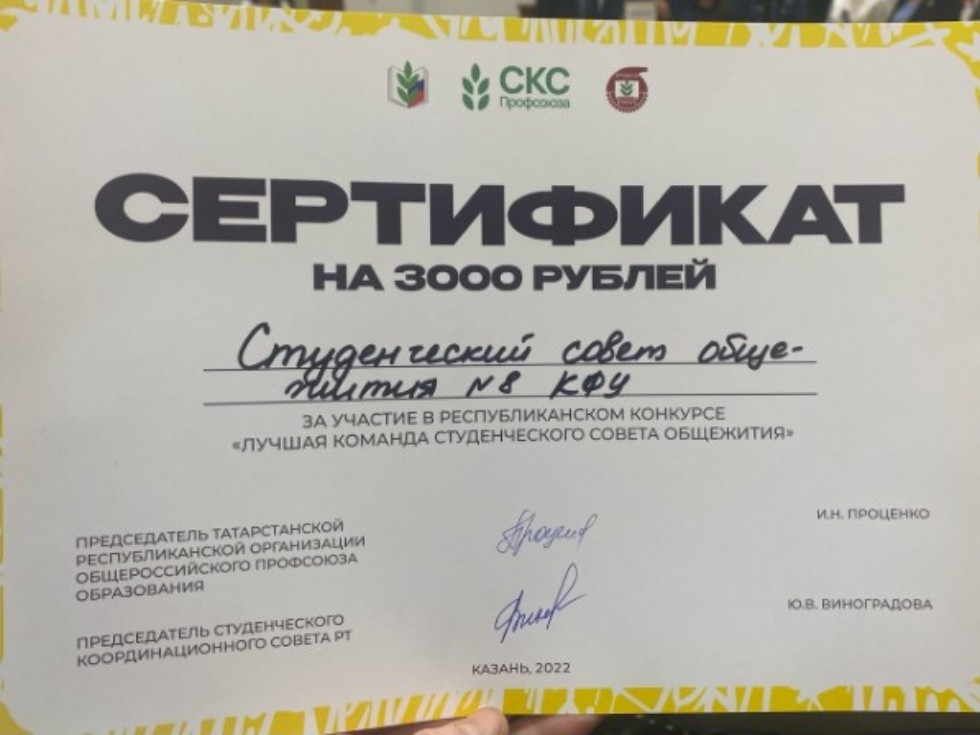 СКС
Профсоюза
СЕРТИФИКАТ
НА 3000 РУБЛЕЙ
Студенческий совет обще-
жития №8 КФУ
ЗА УЧАСТИЕ В РЕСПУБЛИКАНСКОМ КОНКУРСЕ
«ЛУЧШАЯ КОМАНДА СТУДЕНЧЕСКОГО СОВЕТА ОБЩЕЖИТИЯ»
ПРЕДСЕДАТЕЛЬ ТАТАРСТАНСКОЙ
РЕСПУБЛИКАНСКОЙ ОРГАНИЗАЦИИ
ОБЩЕРОССИЙСКОГО ПРОФСОЮЗА
ОБРАЗОВАНИЯ
И.Н. ПРОЦЕНКО
ПРЕДСЕДАТЕЛЬ СТУДЕНЧЕСКОГО
КООРДИНАЦИОННОГО СОВЕТА РТ
Ю.В. ВИНОГРАДОВА
КАЗАНЬ, 2022